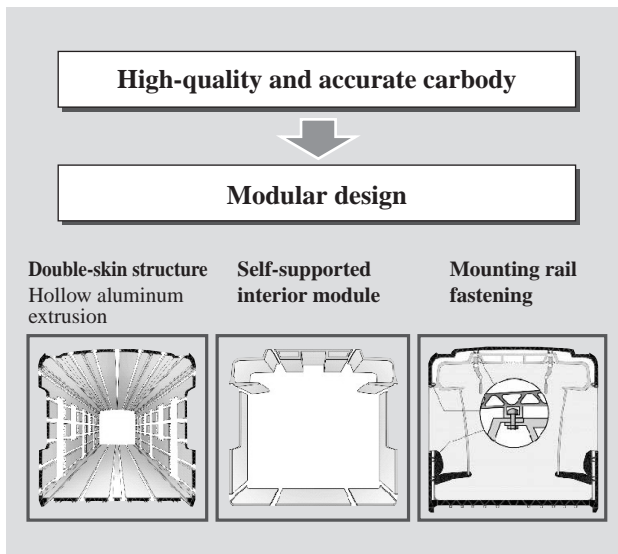 High-quality and accurate carbody
Modular design
Double-skin structure
Hollow aluminum
extrusion
Self-supported
interior module
Mounting rail
fastening